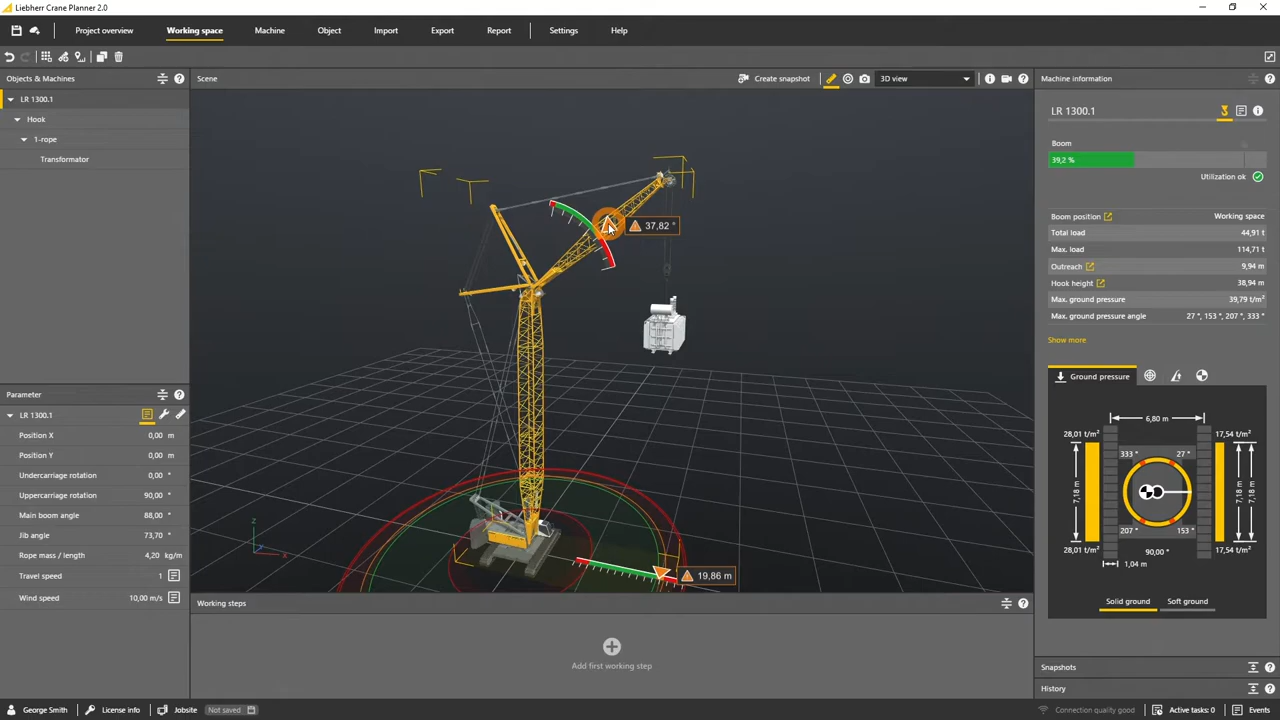 Liebherr Crane Planner 2.0
Project overview
Working space
Machine
Object
Import
Export
Report
Settings
Help
Objects & Machines
LR 1300.1
Hook
1-rope
Transformator
Scene
Create snapshot
3D view
37,82 °
19,86 m
Z
X
Machine information
LR 1300.1
Boom
39,2 %
Utilization ok
Boom position Working space
Total load 44,91 t
Max. load 114,71 t
Outreach 9,94 m
Hook height 38,94 m
Max. ground pressure 39,79 t/m²
Max. ground pressure angle 27 °, 153 °, 207 °, 333 °
Show more
Ground pressure
6,80 m
28,01 t/m² 17,54 t/m²
333 ° 27 °
7,18 m 7,18 m 7,18 m
207 ° 153 °
28,01 t/m² 17,54 t/m²
90,00 °
1,04 m
Solid ground Soft ground
Snapshots
History
Parameter
LR 1300.1
Position X 0,00 m
Position Y 0,00 m
Undercarriage rotation 0,00 °
Uppercarriage rotation 90,00 °
Main boom angle 88,00 °
Jib angle 73,70 °
Rope mass / length 4,20 kg/m
Travel speed 1
Wind speed 10,00 m/s
Working steps
Add first working step
George Smith
License info
Jobsite
Not saved
Connection quality good
Active tasks: 0
Events